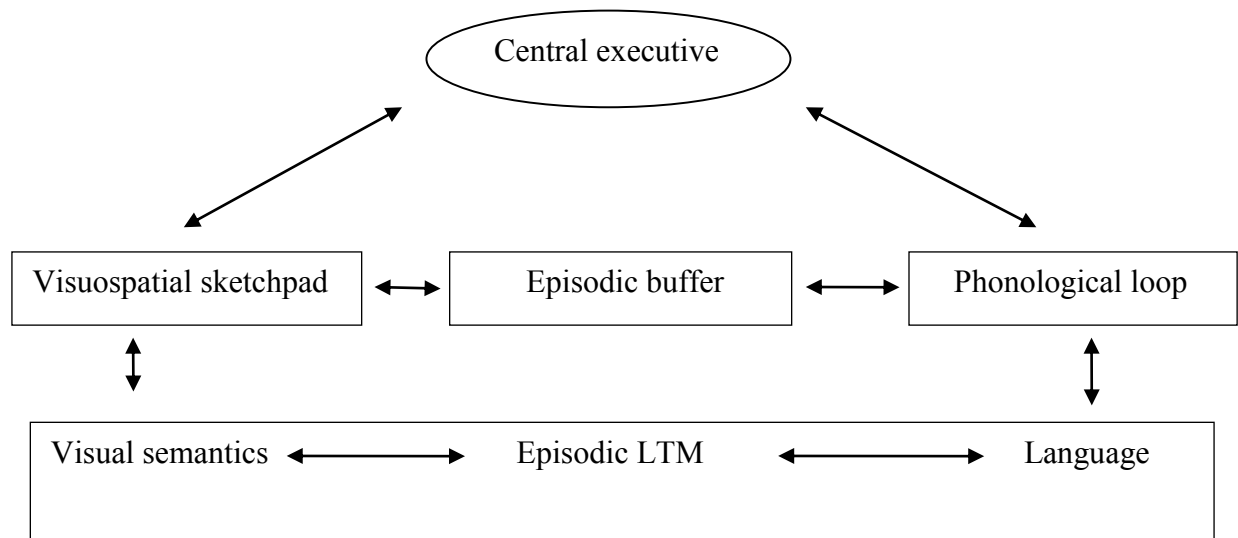 Central executive
Visuospatial sketchpad
Episodic buffer
Phonological loop
Visual semantics
Episodic LTM
Language